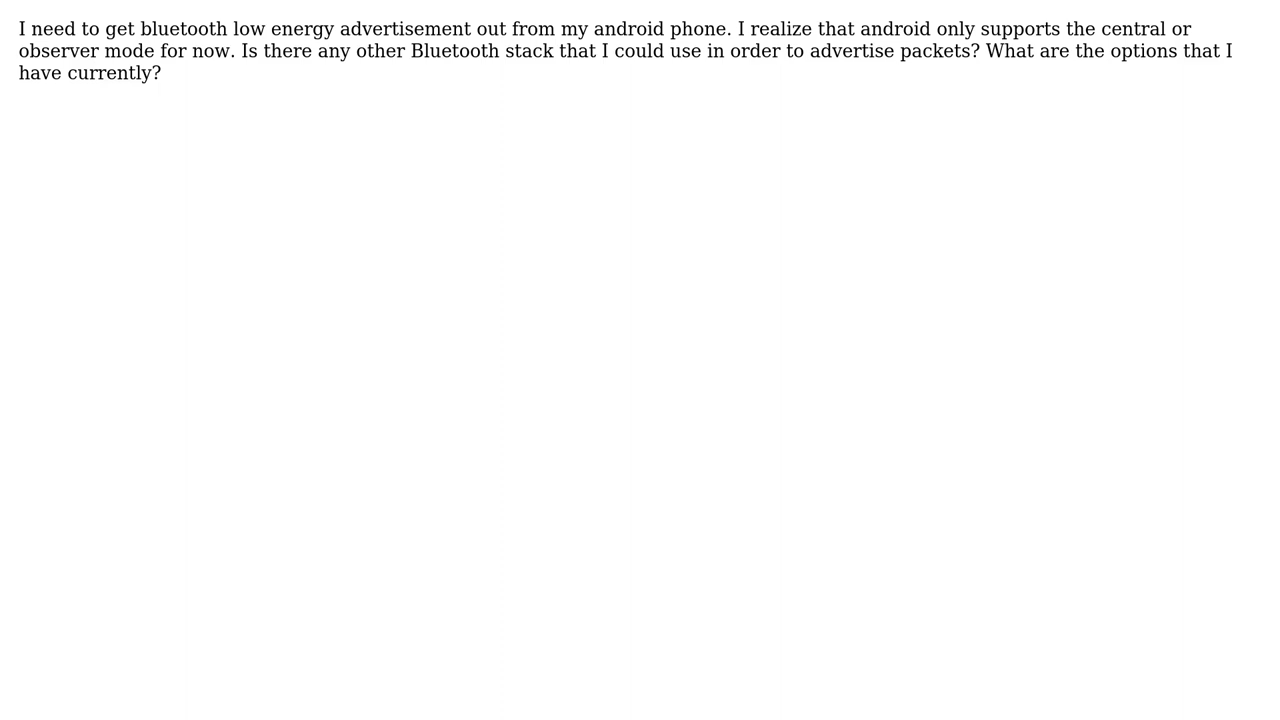 I need to get bluetooth low energy advertisement out from my android phone. I realize that android only supports the central or
observer mode for now. Is there any other Bluetooth stack that I could use in order to advertise packets? What are the options that I
have currently?